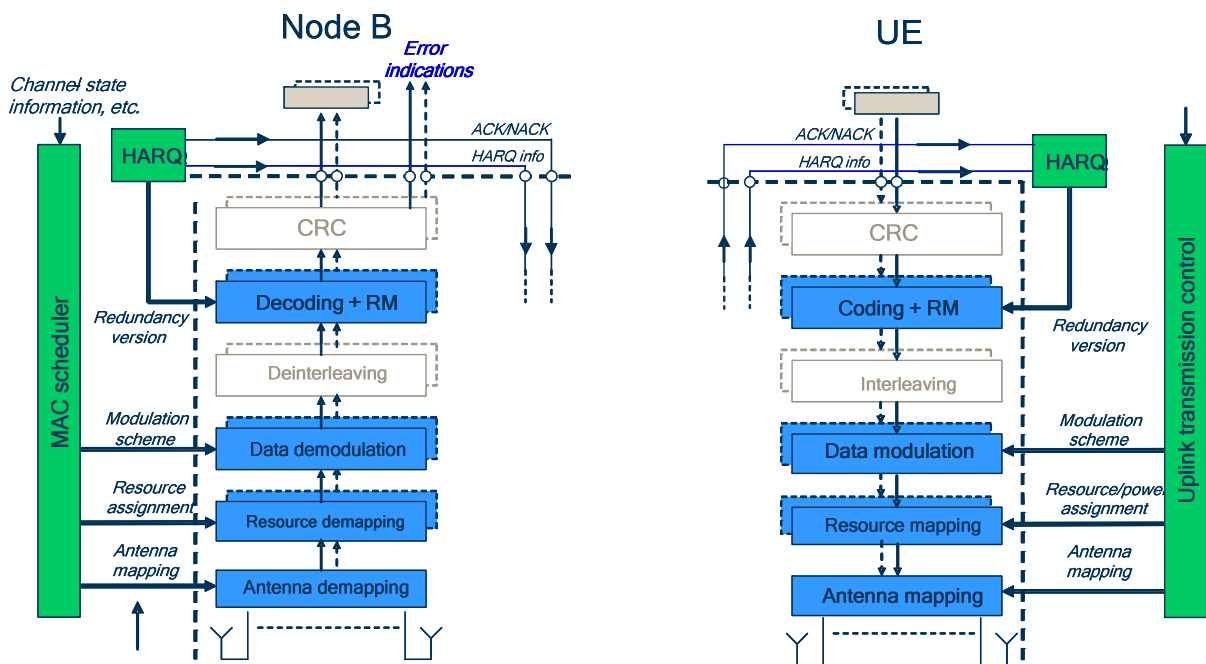 Node B
UE
Error
indications
Channel state
information, etc.
ACK/NACK
HARQ
HARQ info
CRC
Decoding + RM
Redundancy
version
Deinterleaving
MAC scheduler
Modulation
scheme
Data demodulation
Resource
assignment
Resource demapping
Antenna
mapping
Antenna demapping
ACK/NACK
HARQ info
HARQ
CRC
Coding + RM
Redundancy
version
Interleaving
Uplink transmission control
Data modulation
Modulation
scheme
Resource mapping
Resource/power
assignment
Antenna mapping
Antenna
mapping